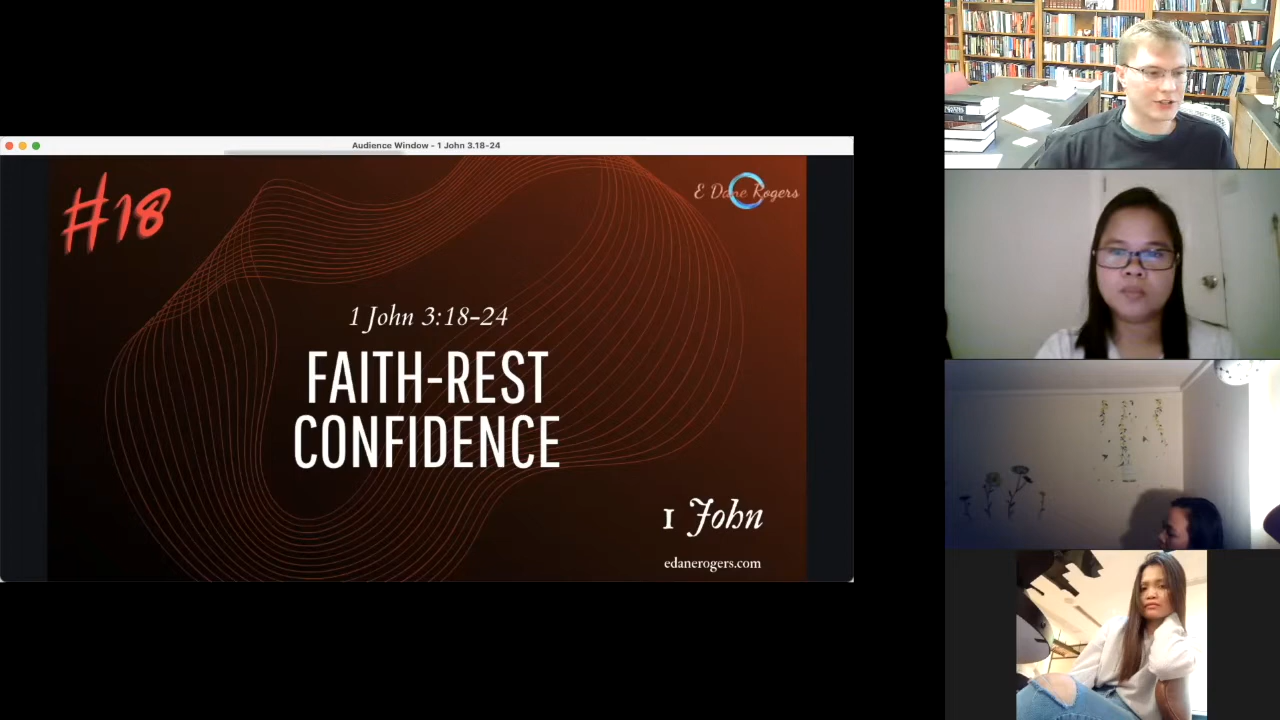 Audience Window - 1 John 3.18-24
#18
E Dane Rogers
1 John 3:18-24
FAITH-REST
CONFIDENCE
1 John
edanerogers.com